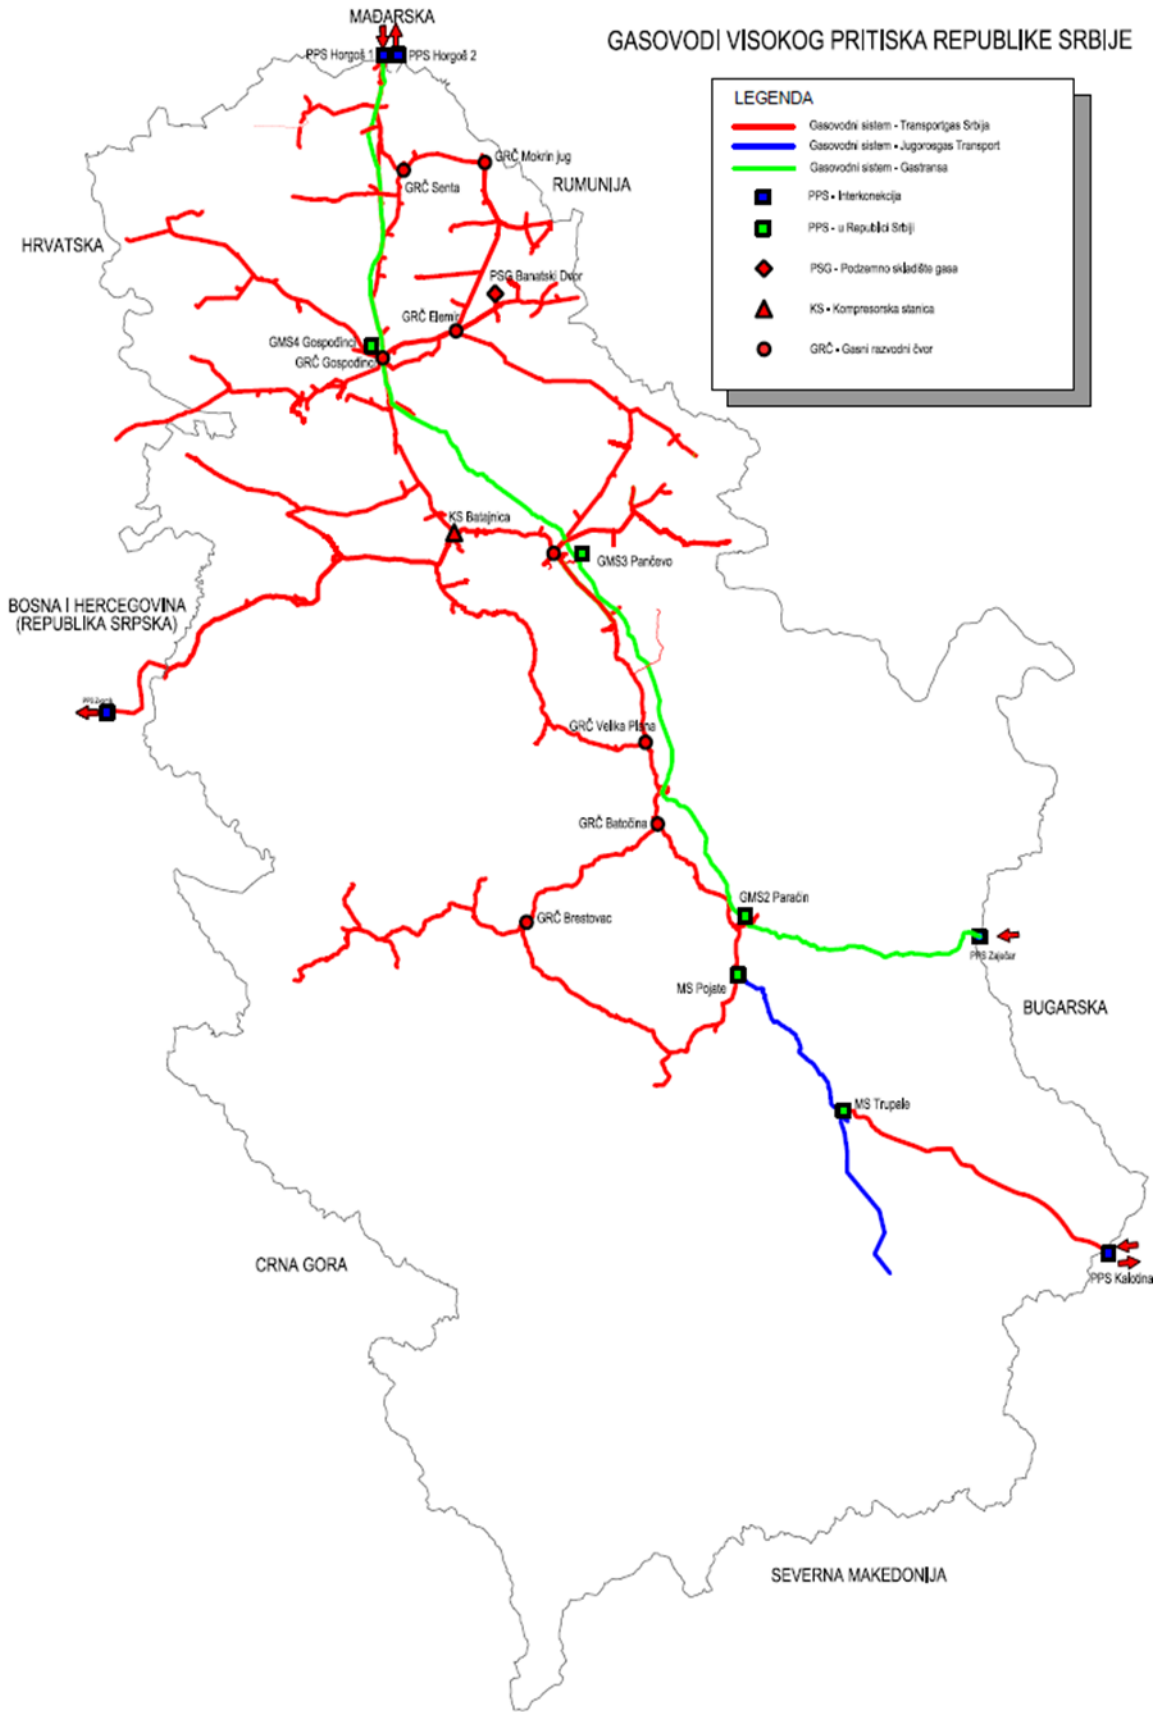 MAĐARSKA
GASOVODI VISOKOG PRITISKA REPUBLIKE SRBIJE
PPS Horgoš 1
PPS Horgoš 2
LEGENDA
Gasovodni sistem - Transportgas Srbija
Gasovodni sistem - Jugorosgas Transport
Gasovodni sistem - Gastransa
PPS - Interkonekcija
PPS - u Republici Srbiji
PSG - Podzemno skladište gasa
KS - Kompresorska stanica
GRČ - Gasni razvodni čvor
GRČ Mokrin jug
GRČ Senta
RUMUNIJA
HRVATSKA
PSG Banatski Dvor
GRČ Elemir
GMS4 Gospođinci
GRČ Gospođinci
KS Batajnica
GMS3 Pančevo
BOSNA I HERCEGOVINA
(REPUBLIKA SRPSKA)
GRČ Velika Plana
GRČ Batočina
GMS2 Paraćin
GRČ Brestovac
PPS Zaječar
MS Pojate
BUGARSKA
MS Trupale
CRNA GORA
PPS Kalotina
SEVERNA MAKEDONIJA